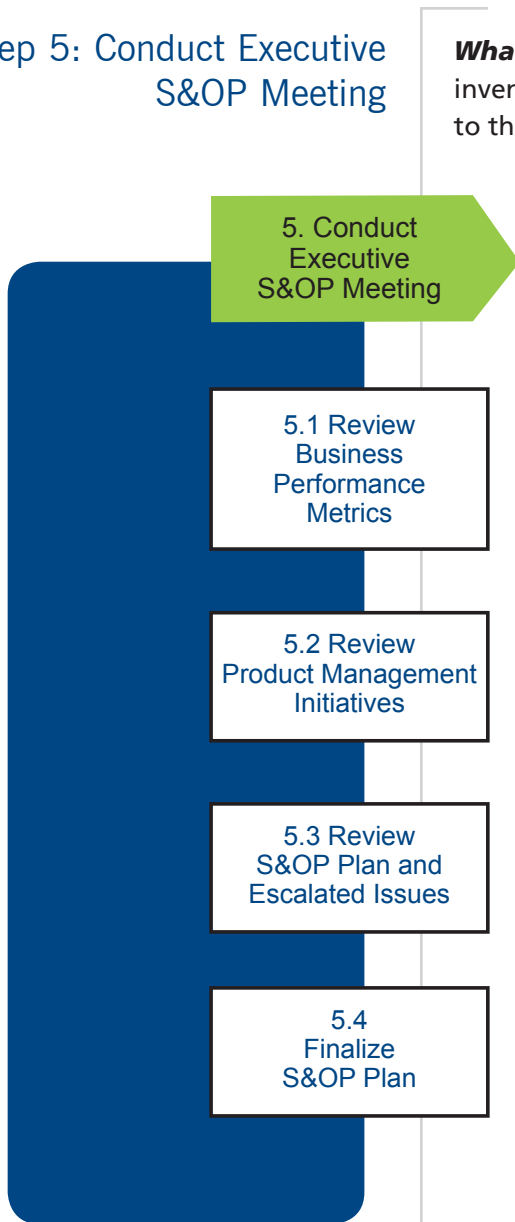 ep 5: Conduct Executive
S&OP Meeting
Wha
inver
to th
5. Conduct
Executive
S&OP Meeting
5.1 Review
Business
Performance
Metrics
5.2 Review
Product Management
Initiatives
5.3 Review
S&OP Plan and
Escalated Issues
5.4
Finalize
S&OP Plan